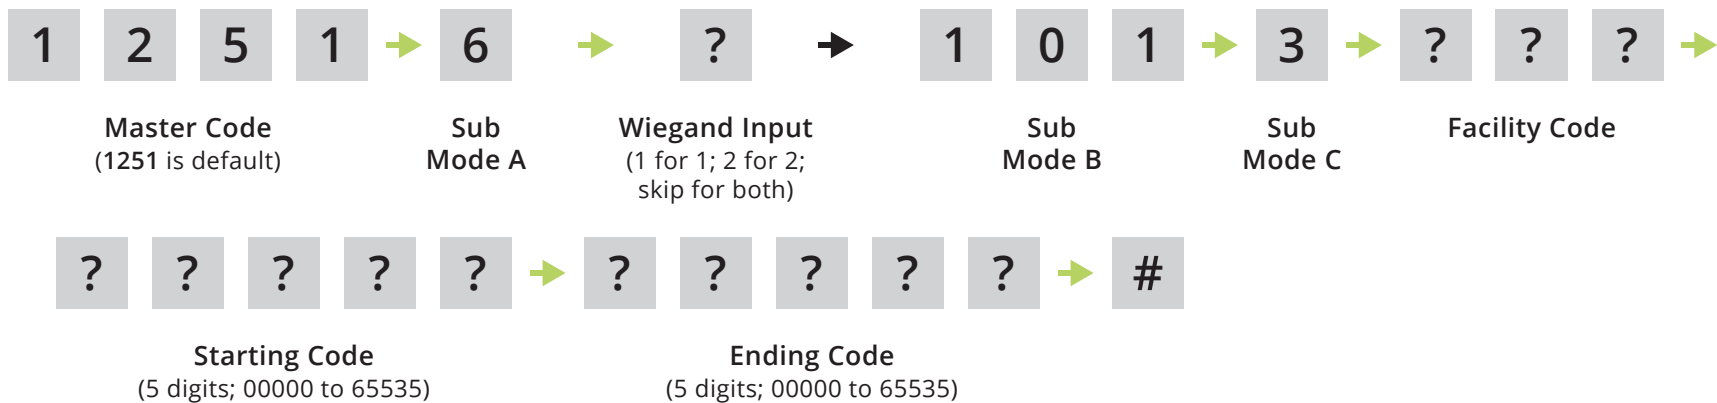 1 2 5 1 6 ? 1 0 1 3 ? ? ?
Master Code
(1251 is default)
Sub
Mode A
Wiegand Input
(1 for 1; 2 for 2;
skip for both)
Sub
Mode B
Sub
Mode C
Facility Code
? ? ? ? ? ? ? ? ? ? #
Starting Code
(5 digits; 00000 to 65535)
Ending Code
(5 digits; 00000 to 65535)